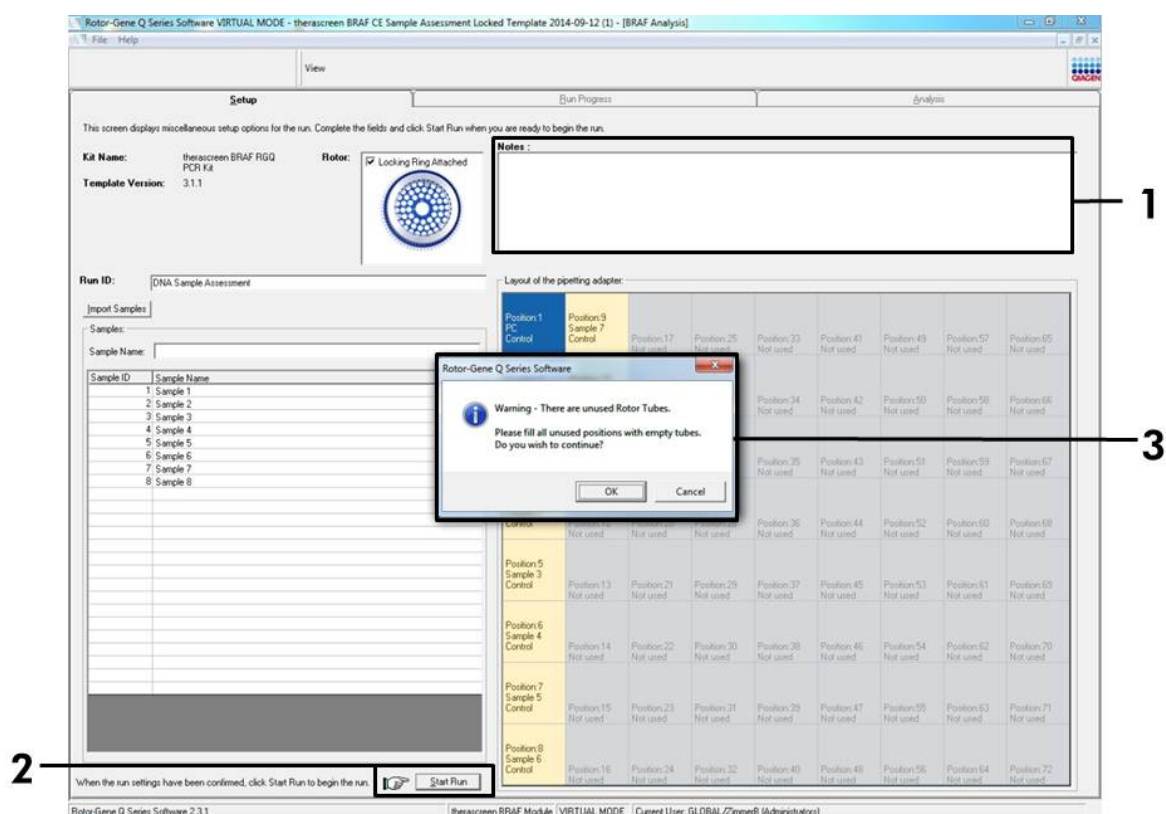 Rotor-Gene Q Series Software VIRTUAL MODE - therascreen BRAF CE Sample Assessment Locked Template 2014-09-12 (1) - [BRAF Analysis]
File Help
View
QIAGEN
Setup
Run Progress
Analysis
This screen displays miscellaneous setup options for the run. Complete the fields and click Start Run when you are ready to begin the run.
Kit Name: therascreen BRAF RGQ
PCR Kit
Template Version: 3.1.1
Rotor:
Locking Ring Attached
Notes :
1
Run ID: DNA Sample Assessment
Import Samples
Samples:
Sample Name:
Sample ID Sample Name
1 Sample 1
2 Sample 2
3 Sample 3
4 Sample 4
5 Sample 5
6 Sample 6
7 Sample 7
8 Sample 8
Layout of the pipetting adapter:
Position:1 Position:9
PC Sample 7
Control Control Position:17 Position:25 Position:33 Position:41 Position:49 Position:57 Position:65
Not used Not used Not used Not used Not used Not used Not used
Rotor-Gene Q Series Software
Warning - There are unused Rotor Tubes.
Please fill all unused positions with empty tubes.
Do you wish to continue?
OK Cancel
3
Position:34 Position:42 Position:50 Position:58 Position:66
Not used Not used Not used Not used Not used
Position:35 Position:43 Position:51 Position:59 Position:67
Not used Not used Not used Not used Not used
Control Position:36 Position:44 Position:52 Position:60 Position:68
Not used Not used Not used Not used Not used Not used Not used Not used
Position:5
Sample 3
Control Position:13 Position:21 Position:29 Position:37 Position:45 Position:53 Position:61 Position:69
Not used Not used Not used Not used Not used Not used Not used Not used
Position:6
Sample 4
Control Position:14 Position:22 Position:30 Position:38 Position:46 Position:54 Position:62 Position:70
Not used Not used Not used Not used Not used Not used Not used Not used
Position:7
Sample 5
Control Position:15 Position:23 Position:31 Position:39 Position:47 Position:55 Position:63 Position:71
Not used Not used Not used Not used Not used Not used Not used Not used
Position:8
Sample 6
Control Position:16 Position:24 Position:32 Position:40 Position:48 Position:56 Position:64 Position:72
Not used Not used Not used Not used Not used Not used Not used Not used
2
When the run settings have been confirmed, click Start Run to begin the run.
Start Run
Rotor-Gene Q Series Software 2.3.1 therascreen BRAF Module VIRTUAL MODE Current User: GLOBAL/ZimmeB (Administrators)